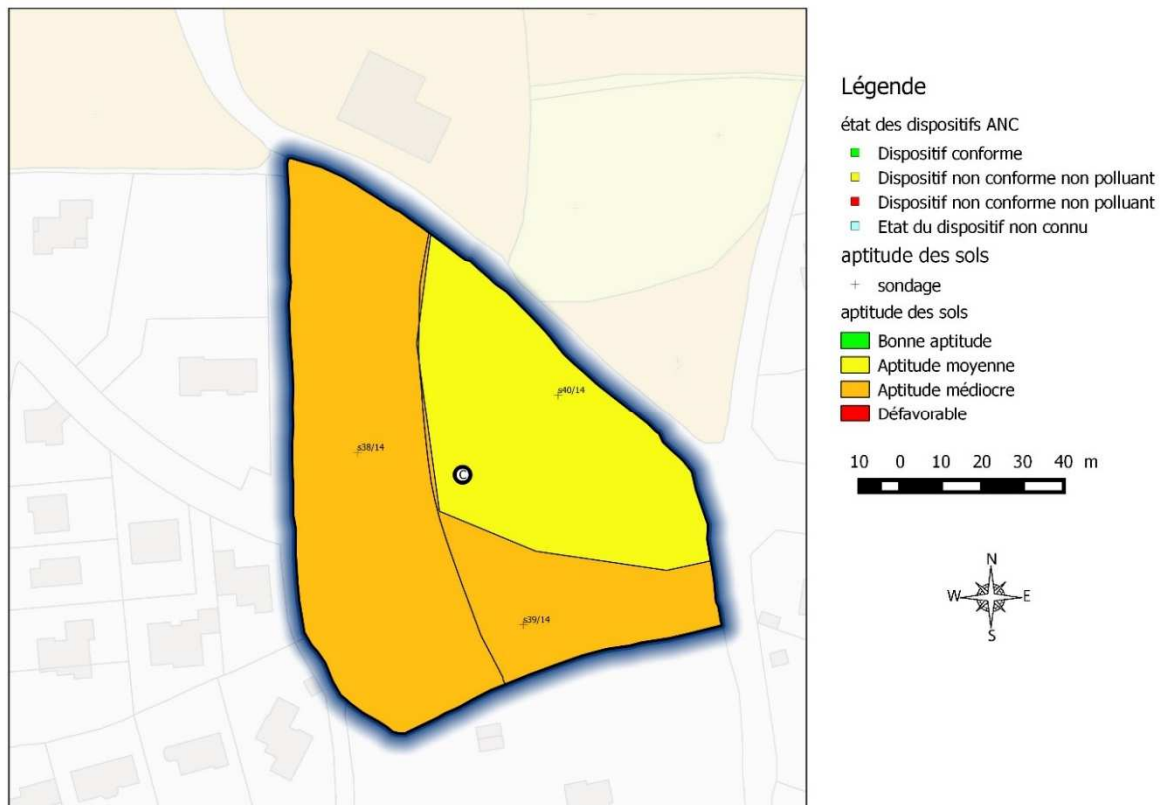 s40/14
s38/14
C
s39/14
Légende
état des dispositifs ANC
Dispositif conforme
Dispositif non conforme non polluant
Dispositif non conforme non polluant
Etat du dispositif non connu
aptitude des sols
sondage
aptitude des sols
Bonne aptitude
Aptitude moyenne
Aptitude médiocre
Défavorable
10 0 10 20 30 40 m
N
W E
S